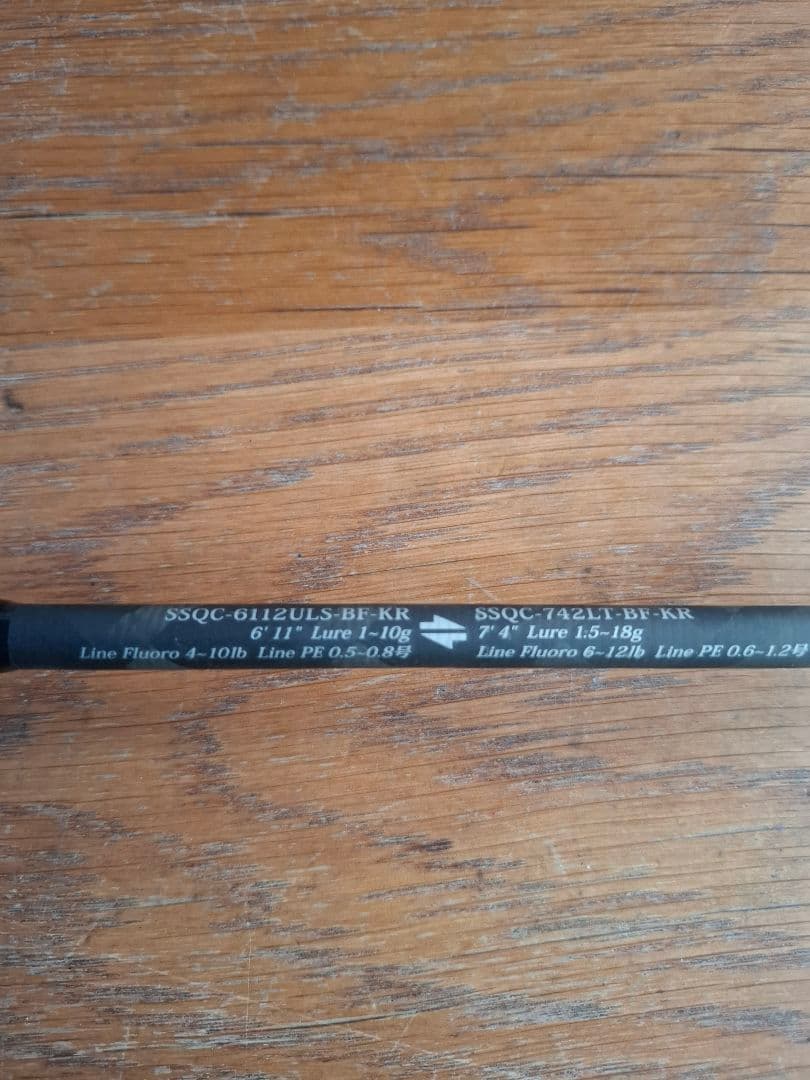 SSQC-6112ULS-BF-KR
6' 11" Lure 1~10g
Line Fluoro 4~10lb Line PE 0.5~0.8号
SSQC-742LT-BF-KR
7' 4" Lure 1.5~18g
Line Fluoro 6~12lb Line PE 0.6~1.2号